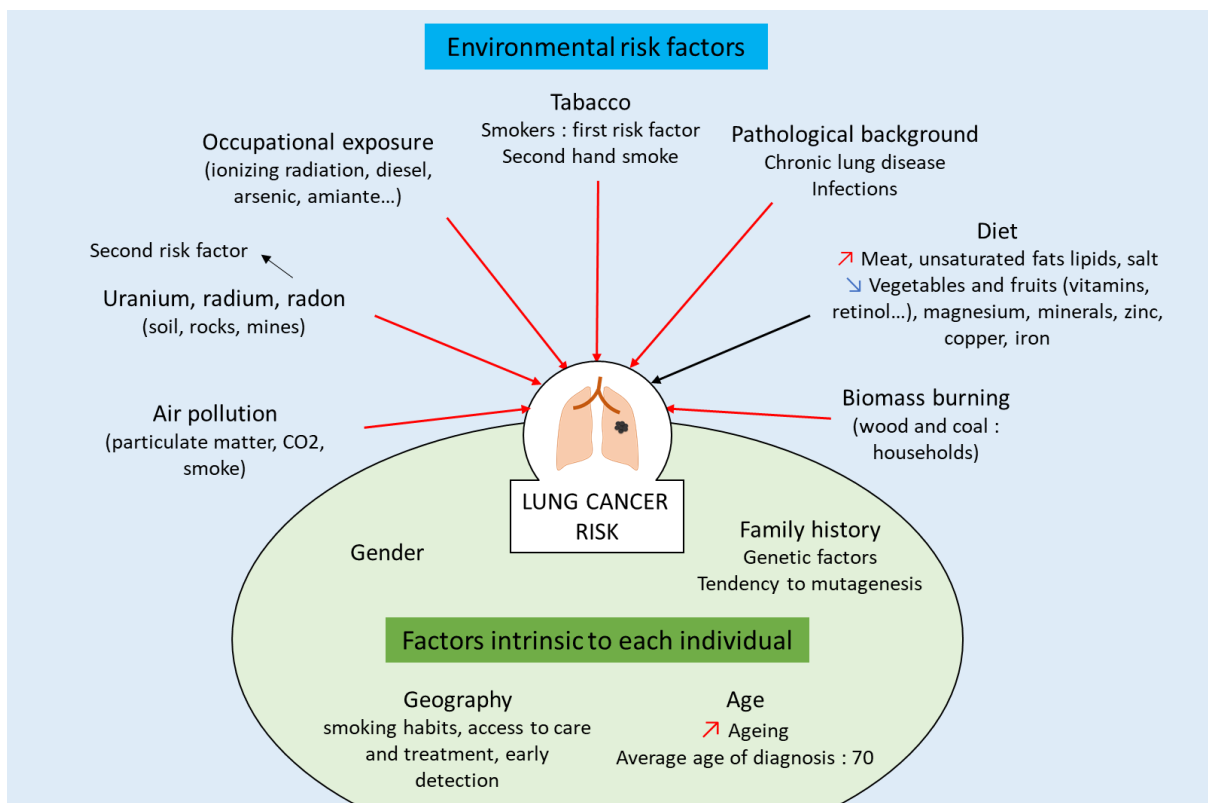 Environmental risk factors
Tabacco
Smokers : first risk factor
Second hand smoke
Occupational exposure
(ionizing radiation, diesel,
arsenic, amiante...)
Pathological background
Chronic lung disease
Infections
Second risk factor
Uranium, radium, radon
(soil, rocks, mines)
Diet
↗ Meat, unsaturated fats lipids, salt
↘ Vegetables and fruits (vitamins,
retinol...), magnesium, minerals, zinc,
copper, iron
Air pollution
(particulate matter, CO2,
smoke)
Biomass burning
(wood and coal :
households)
LUNG CANCER
RISK
Gender
Family history
Genetic factors
Tendency to mutagenesis
Factors intrinsic to each individual
Geography
smoking habits, access to care
and treatment, early
detection
Age
↗ Ageing
Average age of diagnosis : 70